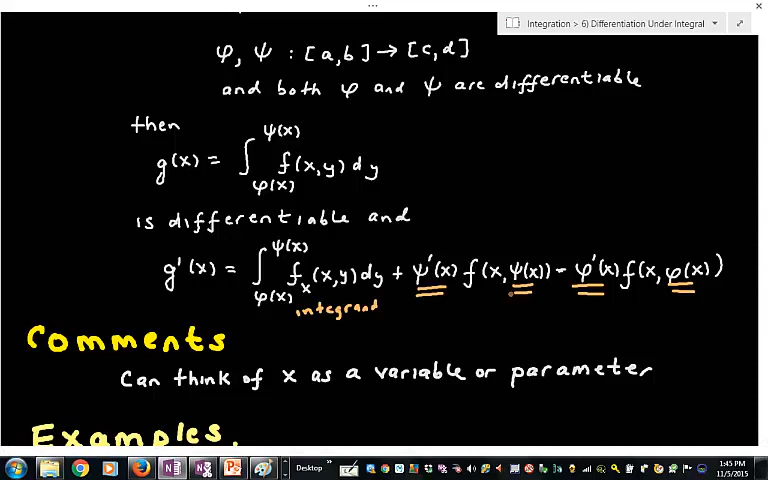 Integration > 6) Differentiation Under Integral
φ, ψ : [a,b] → [c,d]
and both φ and ψ are differentiable
then
g(x) = ∫_{φ(x)}^{ψ(x)} f(x,y) dy
is differentiable and
g'(x) = ∫_{φ(x)}^{ψ(x)} f_x (x,y) dy + ψ'(x) f(x, ψ(x)) - φ'(x) f(x, φ(x))
integrand
Comments
Can think of x as a variable or parameter
Examples.
Desktop
1:45 PM
11/5/2015